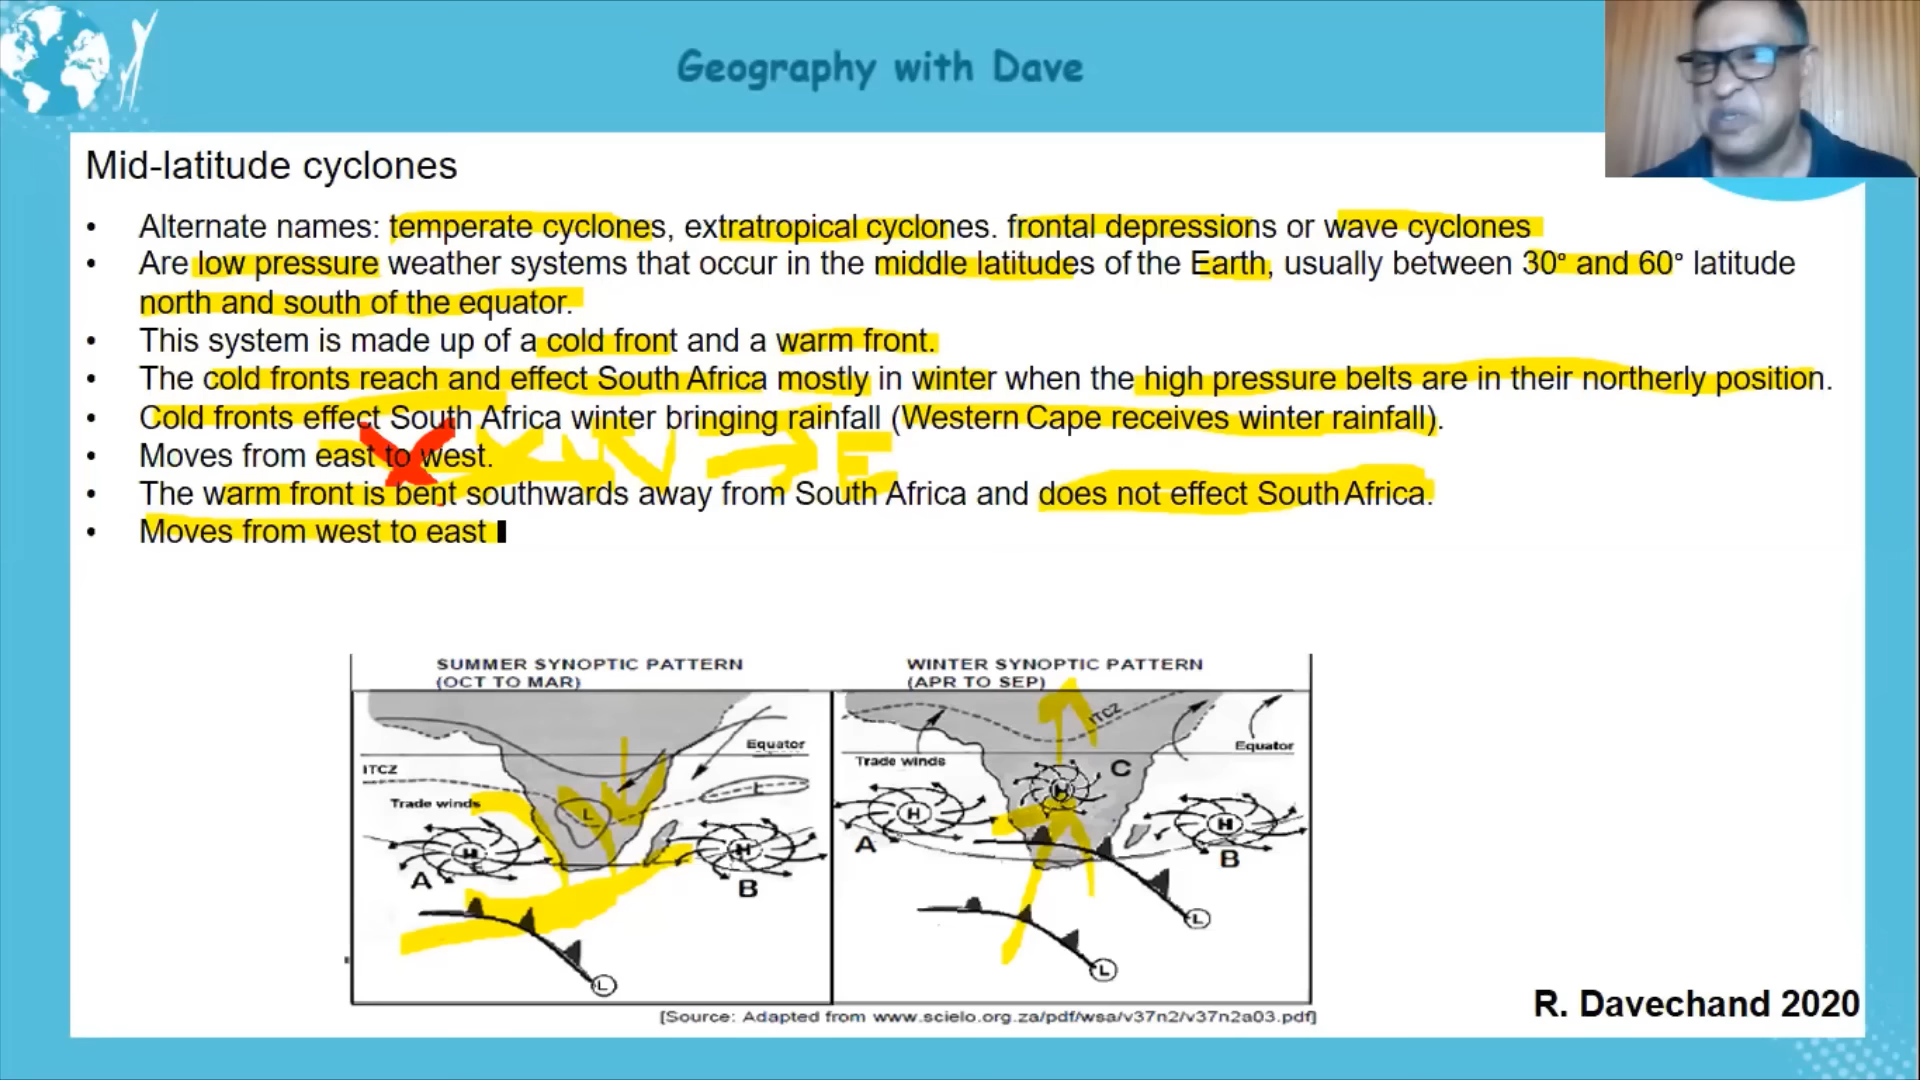 Geography with Dave
Mid-latitude cyclones
• Alternate names: temperate cyclones, extratropical cyclones. frontal depressions or wave cyclones
• Are low pressure weather systems that occur in the middle latitudes of the Earth, usually between 30° and 60° latitude
north and south of the equator.
• This system is made up of a cold front and a warm front.
• The cold fronts reach and effect South Africa mostly in winter when the high pressure belts are in their northerly position.
• Cold fronts effect South Africa winter bringing rainfall (Western Cape receives winter rainfall).
• Moves from east to west.
W → E
• The warm front is bent southwards away from South Africa and does not effect South Africa.
• Moves from west to east
SUMMER SYNOPTIC PATTERN
(OCT TO MAR)
Equator
ITCZ
L
Trade winds
L
H
H
A
B
L
WINTER SYNOPTIC PATTERN
(APR TO SEP)
ITCZ
Equator
Trade winds
C
H
H
H
A
B
L
L
[Source: Adapted from www.scielo.org.za/pdf/wsa/v37n2/v37n2a03.pdf]
R. Davechand 2020